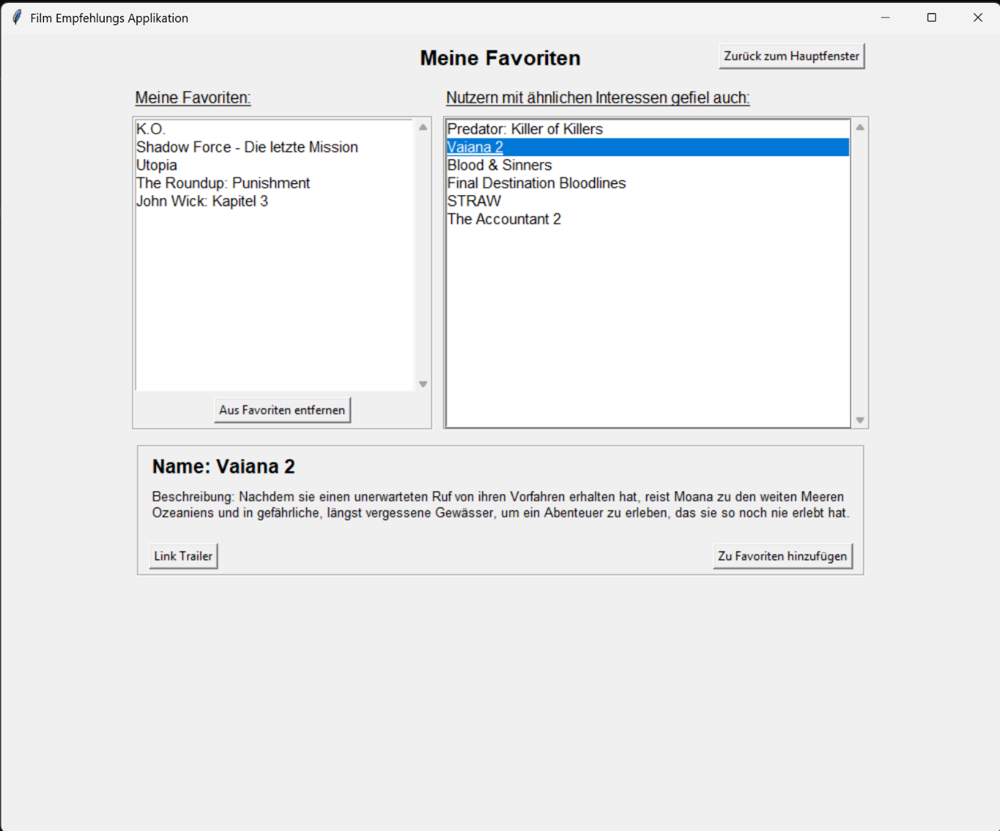 Film Empfehlungs Applikation
Meine Favoriten
Zurück zum Hauptfenster
Meine Favoriten:
K.O.
Shadow Force - Die letzte Mission
Utopia
The Roundup: Punishment
John Wick: Kapitel 3
Aus Favoriten entfernen
Nutzern mit ähnlichen Interessen gefiel auch:
Predator: Killer of Killers
Vaiana 2
Blood & Sinners
Final Destination Bloodlines
STRAW
The Accountant 2
Name: Vaiana 2
Beschreibung: Nachdem sie einen unerwarteten Ruf von ihren Vorfahren erhalten hat, reist Moana zu den weiten Meeren
Ozeaniens und in gefährliche, längst vergessene Gewässer, um ein Abenteuer zu erleben, das sie so noch nie erlebt hat.
Link Trailer
Zu Favoriten hinzufügen